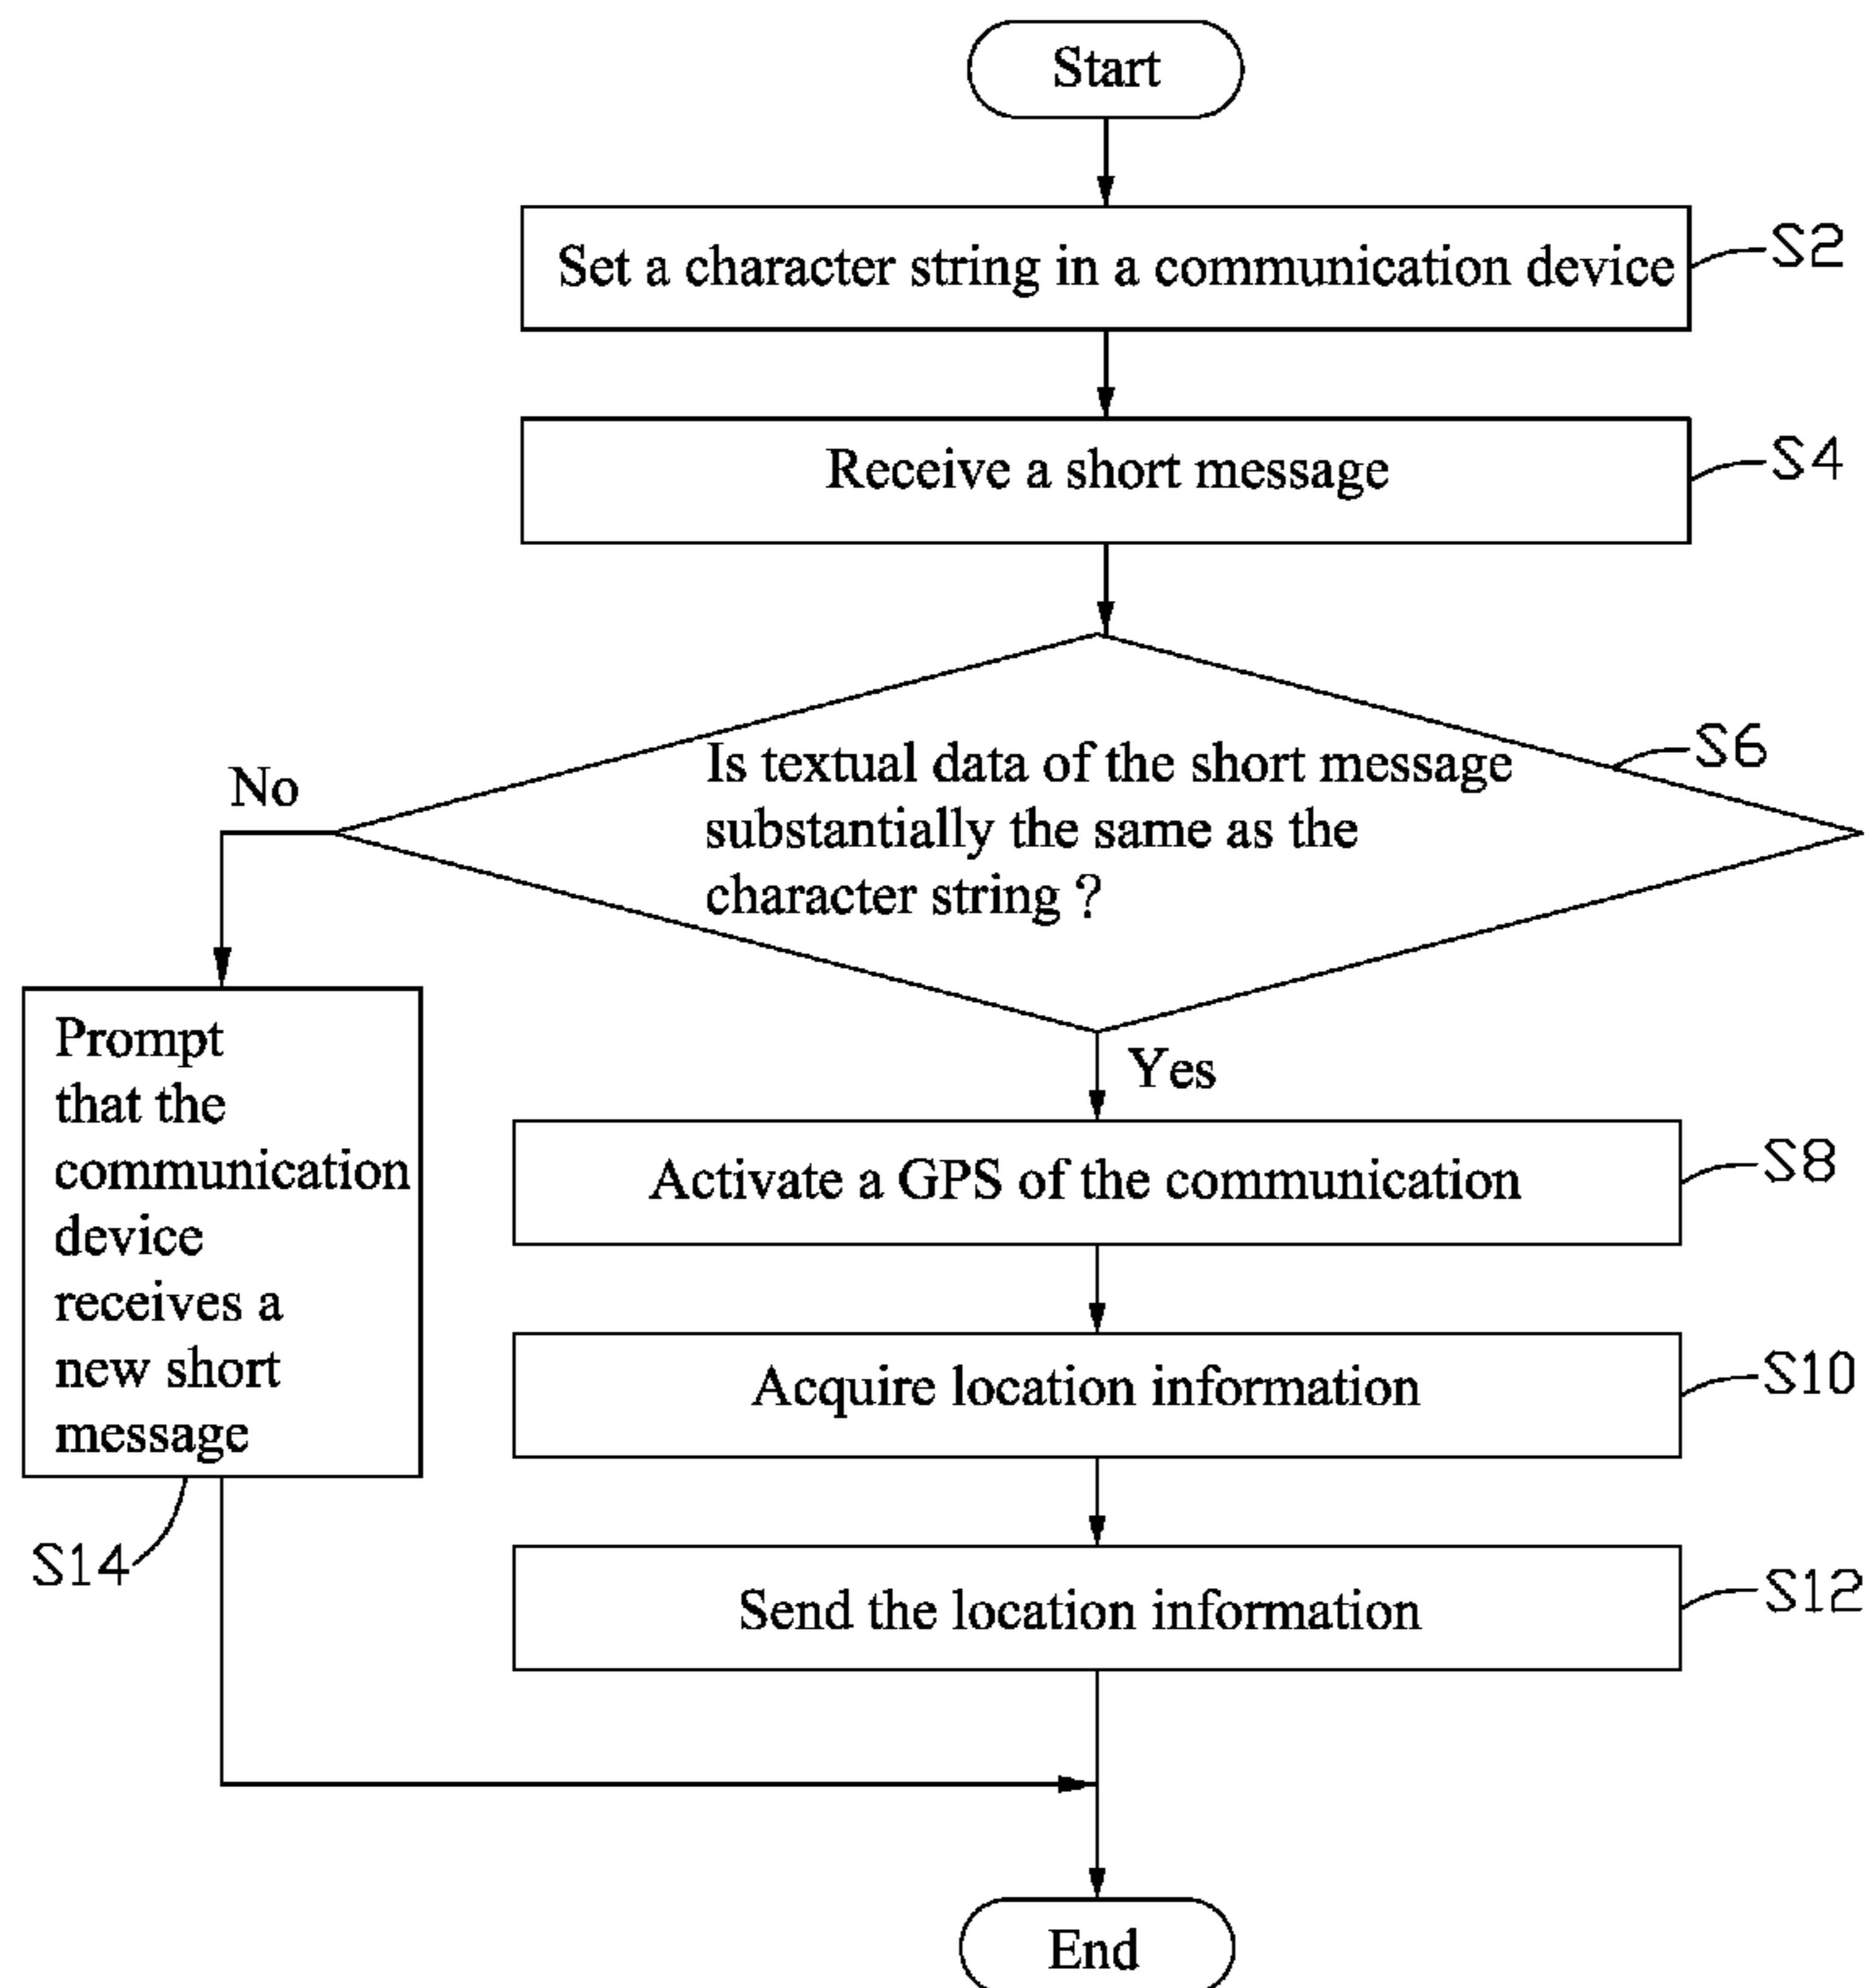 Start
Set a character string in a communication device
S2
Receive a short message
S4
Is textual data of the short message
substantially the same as the
character string ?
S6
No
Yes
Prompt
that the
communication
device
receives a
new short
message
S14
Activate a GPS of the communication
S8
Acquire location information
S10
Send the location information
S12
End